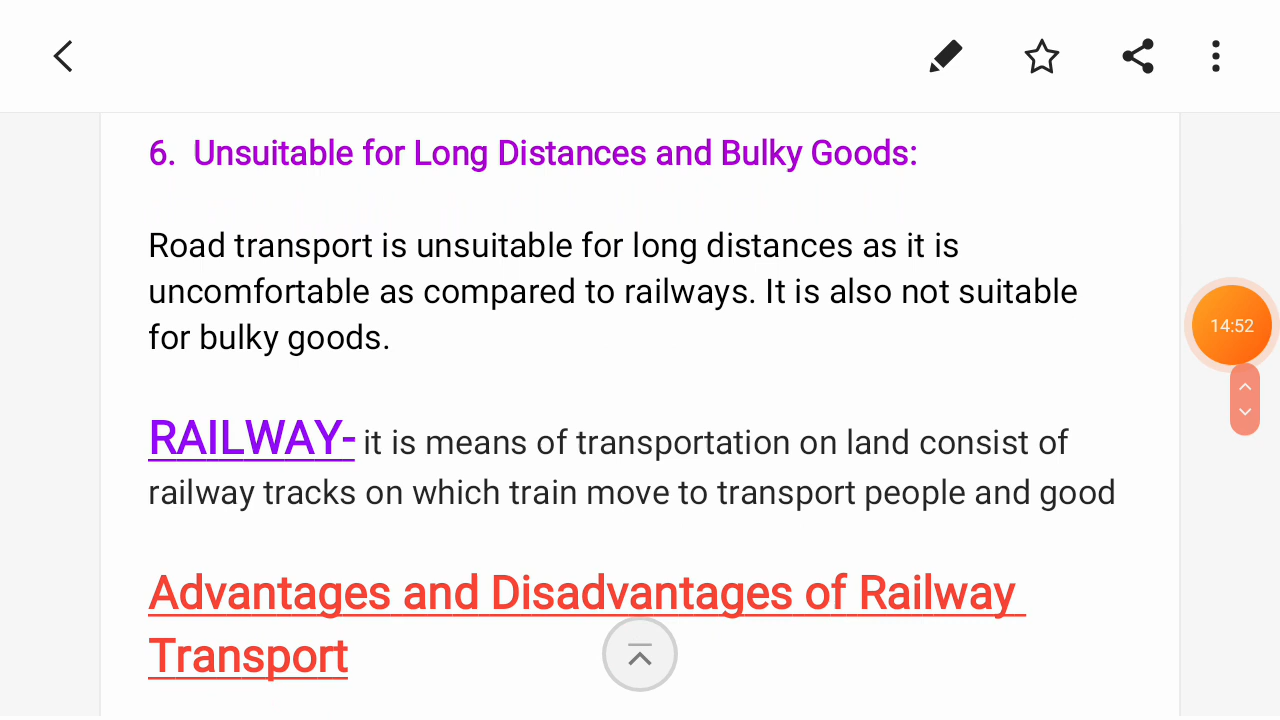 6. Unsuitable for Long Distances and Bulky Goods:
Road transport is unsuitable for long distances as it is
uncomfortable as compared to railways. It is also not suitable
for bulky goods.
14:52
RAILWAY- it is means of transportation on land consist of
railway tracks on which train move to transport people and good
Advantages and Disadvantages of Railway
Transport